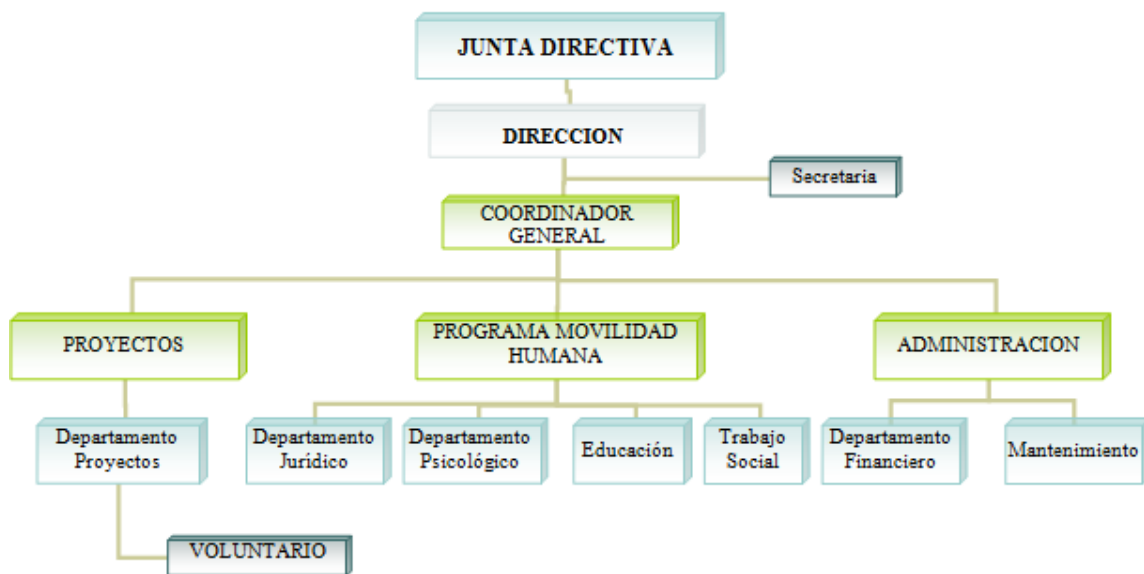 JUNTA DIRECTIVA
DIRECCION
Secretaria
COORDINADOR
GENERAL
PROYECTOS
PROGRAMA MOVILIDAD
HUMANA
ADMINISTRACION
Departamento
Proyectos
Departamento
Jurídico
Departamento
Psicológico
Educación
Trabajo
Social
Departamento
Financiero
Mantenimiento
VOLUNTARIO